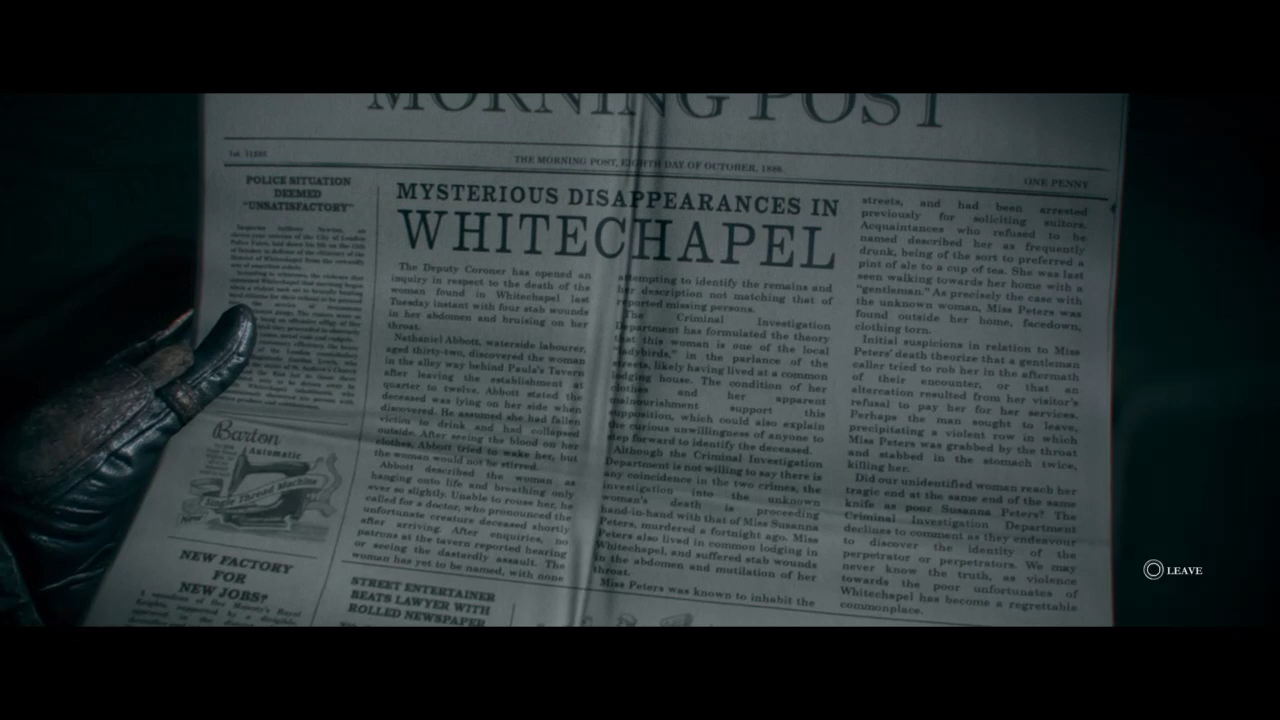 MORNING POST
THE MORNING POST, EIGHTH DAY OF OCTOBER, 1886.
ONE PENNY
POLICE SITUATION
DEEMED
"UNSATISFACTORY"
Barton
Automatic
Single Thread Machine
New
NEW FACTORY
FOR
NEW JOBS?
MYSTERIOUS DISAPPEARANCES IN
WHITECHAPEL
The Deputy Coroner has opened an
inquiry in respect to the death of the
woman found in Whitechapel last
Tuesday instant with four stab wounds
in her abdomen and bruising on her
throat.
Nathaniel Abbott, waterside labourer,
aged thirty-two, discovered the woman
in the alley way behind Paula's Tavern
after leaving the establishment at
quarter to twelve. Abbott stated the
deceased was lying on her side when
discovered. He assumed she had fallen
victim to drink and had collapsed
outside. After seeing the blood on her
clothes, Abbott tried to wake her, but
the woman would not be stirred.
Abbott described the woman as
hanging onto life and breathing only
ever so slightly. Unable to rouse her, he
called for a doctor, who pronounced the
unfortunate creature deceased shortly
after arriving. After enquiries, no
patrons at the tavern reported hearing
or seeing the dastardly assault. The
woman has yet to be named, with none
STREET ENTERTAINER
BEATS LAWYER WITH
ROLLED NEWSPAPER
attempting to identify the remains and
her description not matching that of
reported missing persons.
The Criminal Investigation
Department has formulated the theory
that this woman is one of the local
"ladybirds," in the parlance of the
streets, likely having lived at a common
lodging house. The condition of her
clothes and her apparent
malnourishment support this
supposition, which could also explain
the curious unwillingness of anyone to
step forward to identify the deceased.
Although the Criminal Investigation
Department is not willing to say there is
any coincidence in the two crimes, the
investigation into the unknown
woman's death is proceeding
hand-in-hand with that of Miss Susanna
Peters, murdered a fortnight ago. Miss
Peters also lived in common lodging in
Whitechapel, and suffered stab wounds
in the abdomen and mutilation of her
throat.
Miss Peters was known to inhabit the
streets, and had been arrested
previously for soliciting suitors.
Acquaintances who refused to be
named described her as frequently
drunk, being of the sort to preferred a
pint of ale to a cup of tea. She was last
seen walking towards her home with a
"gentleman." As precisely the case with
the unknown woman, Miss Peters was
found outside her home, facedown,
clothing torn.
Initial suspicions in relation to Miss
Peters' death theorize that a gentleman
caller tried to rob her in the aftermath
of their encounter, or that an
altercation resulted from her visitor's
refusal to pay her for her services.
Perhaps the man sought to leave,
precipitating a violent row in which
Miss Peters was grabbed by the throat
and stabbed in the stomach twice,
killing her.
Did our unidentified woman reach her
tragic end at the same end of the same
knife as poor Susanna Peters? The
Criminal Investigation Department
declines to comment as they endeavour
to discover the identity of the
perpetrator or perpetrators. We may
never know the truth, as violence
towards the poor unfortunates of
Whitechapel has become a regrettable
commonplace.
LEAVE